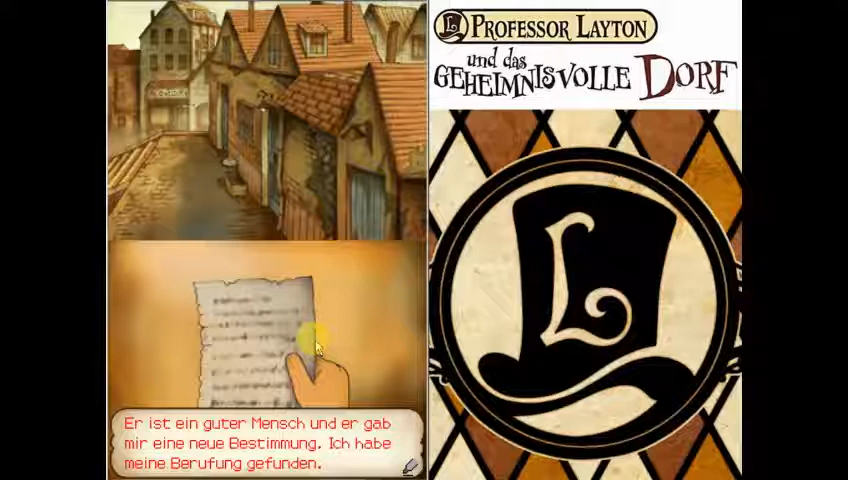 Er ist ein guter Mensch und er gab
mir eine neue Bestimmung. Ich habe
meine Berufung gefunden.
L PROFESSOR LAYTON
und das
GEHEIMNISVOLLE DORF
L